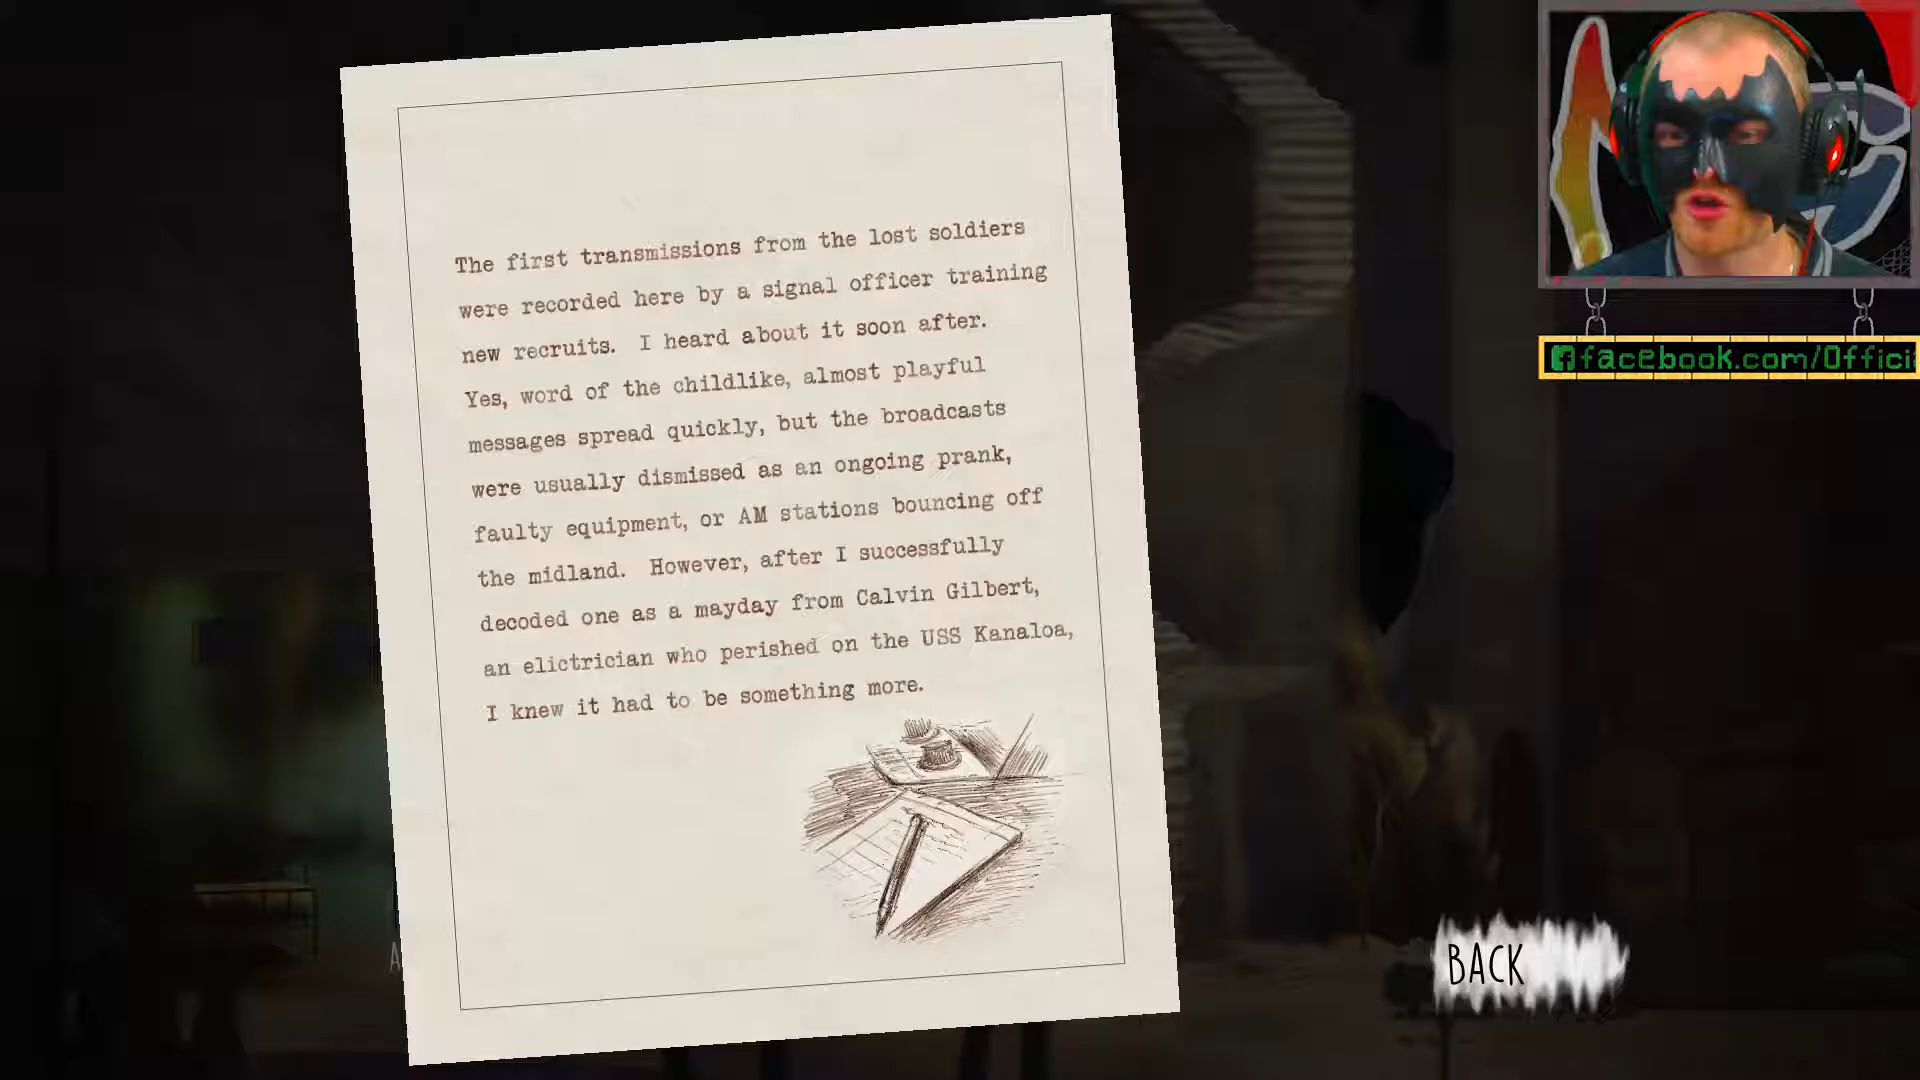 The first transmissions from the lost soldiers
were recorded here by a signal officer training
new recruits. I heard about it soon after.
Yes, word of the childlike, almost playful
messages spread quickly, but the broadcasts
were usually dismissed as an ongoing prank,
faulty equipment, or AM stations bouncing off
the midland. However, after I successfully
decoded one as a mayday from Calvin Gilbert,
an elictrician who perished on the USS Kanaloa,
I knew it had to be something more.
facebook.com/Offici
A
BACK